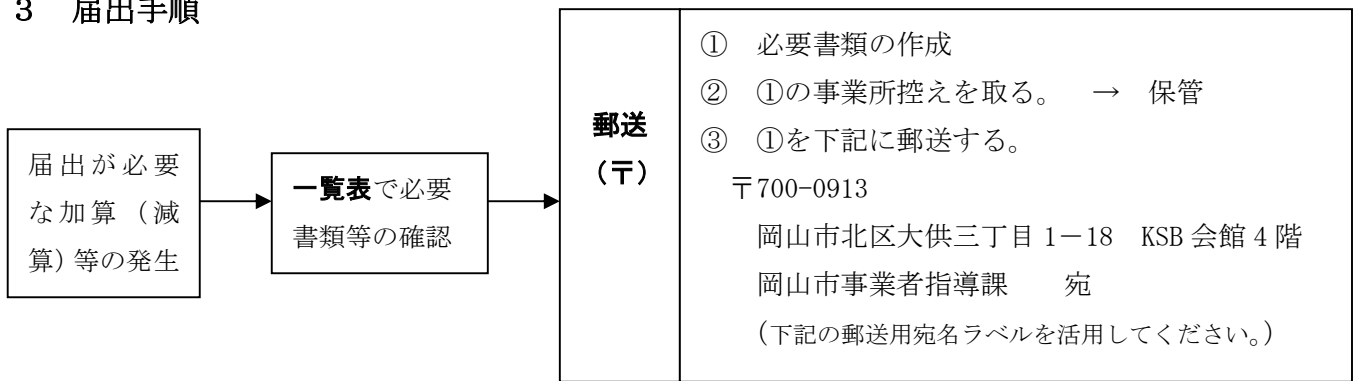 ３　届出手順
届出が必要
な加算（減
算）等の発生
一覧表で必要
書類等の確認
郵送
（〒）
①　必要書類の作成
②　①の事業所控えを取る。　→　保管
③　①を下記に郵送する。
〒700-0913
岡山市北区大供三丁目 1－18　KSB 会館 4 階
岡山市事業者指導課　　宛
(下記の郵送用宛名ラベルを活用してください。)